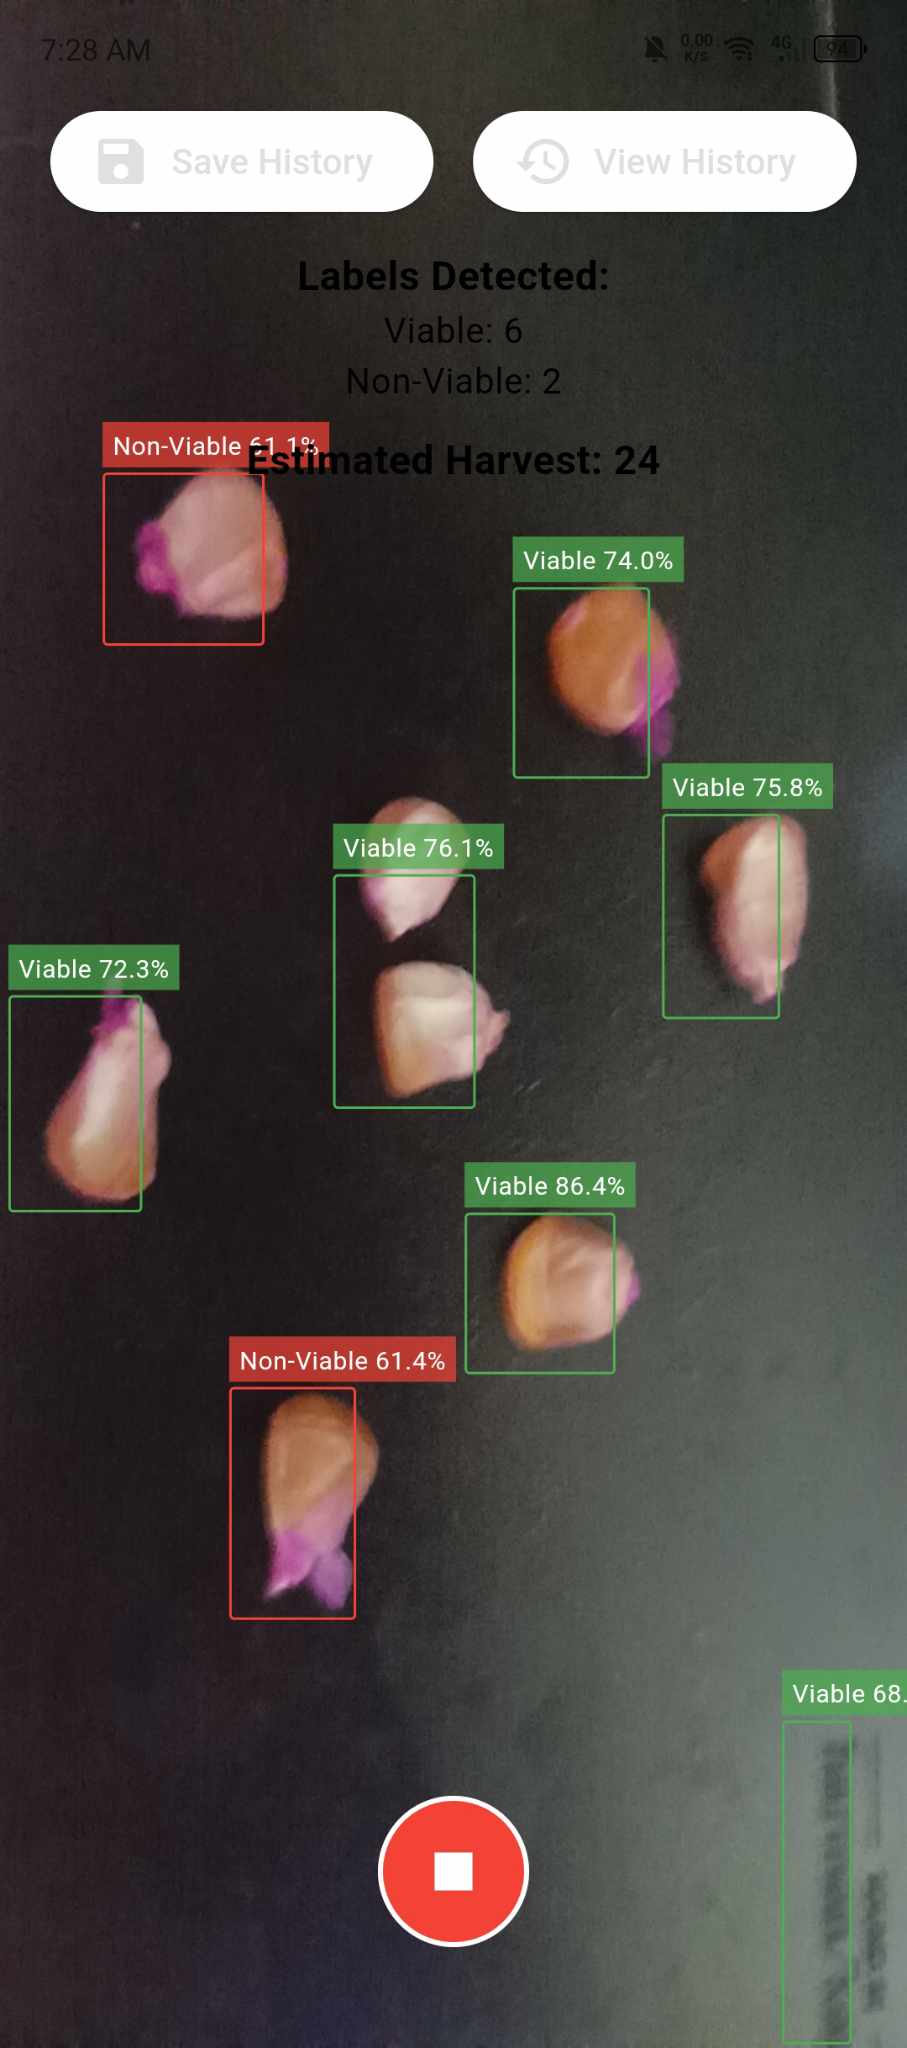 7:28 AM
0.00
K/S
4G
94
Save History
View History
Labels Detected:
Viable: 6
Non-Viable: 2
Non-Viable 61.1%
Estimated Harvest: 24
Viable 74.0%
Viable 75.8%
Viable 76.1%
Viable 72.3%
Viable 86.4%
Non-Viable 61.4%
Viable 68.